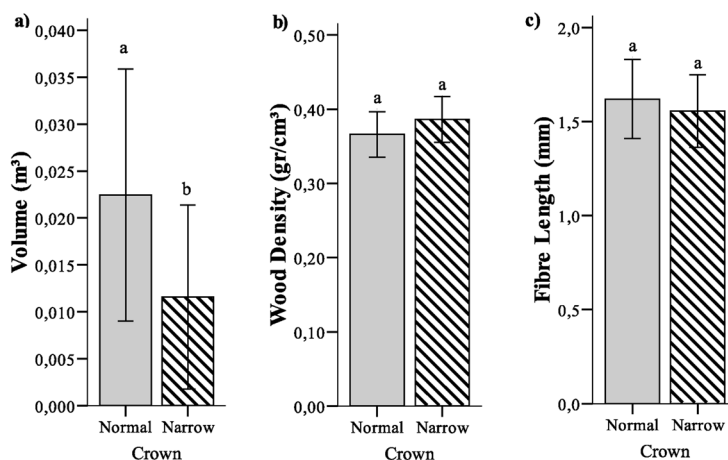 a)
Volume (m³)
0,040
0,035
0,030
0,025
0,020
0,015
0,010
0,005
0,000
a
b
Normal Narrow
Crown
b)
Wood Density (gr/cm³)
0,50
0,40
0,30
0,20
0,10
0,00
a
a
Normal Narrow
Crown
c)
Fibre Length (mm)
2,0
1,5
1,0
0,5
0,0
a
a
Normal Narrow
Crown